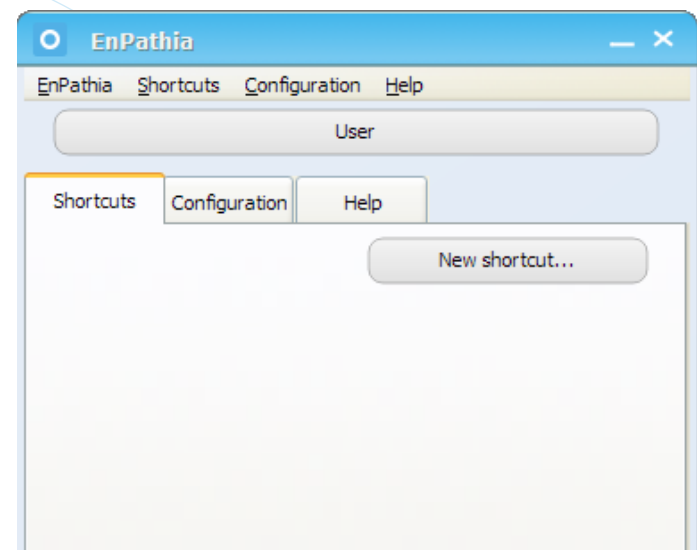 EnPathia
EnPathia Shortcuts Configuration Help
User
Shortcuts Configuration Help
New shortcut...